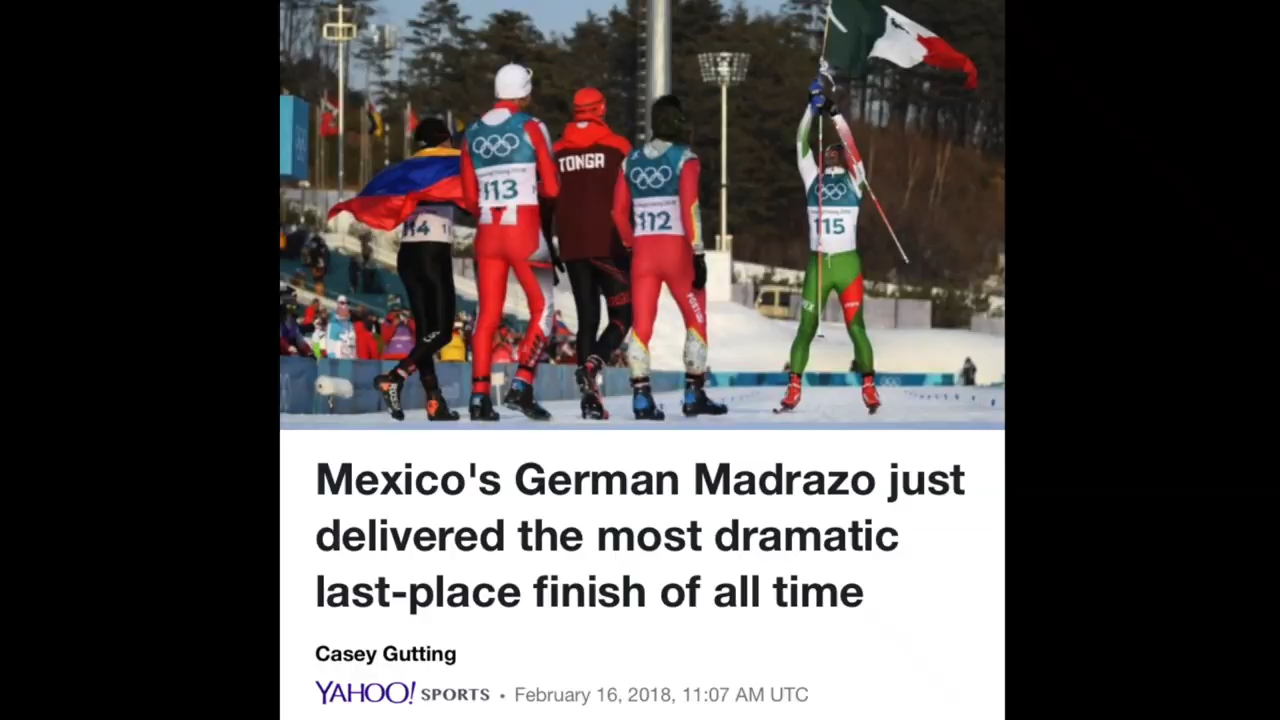 TONGA
113
112
115
Mexico's German Madrazo just
delivered the most dramatic
last-place finish of all time
Casey Gutting
YAHOO! SPORTS • February 16, 2018, 11:07 AM UTC